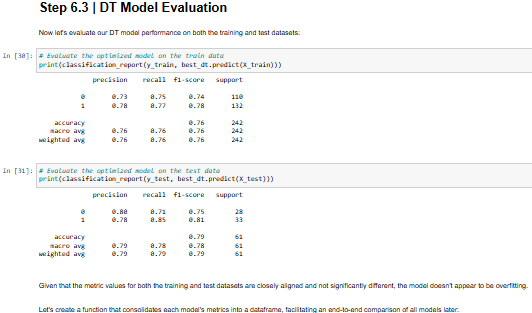 Step 6.3 | DT Model Evaluation
Now let's evaluate our DT model performance on both the training and test datasets:
In [30]: # Evaluate the optimized model on the train data
print(classification_report(y_train, best_dt.predict(X_train)))
precision recall f1-score support
0 0.73 0.75 0.74 110
1 0.78 0.77 0.78 132
accuracy 0.76 242
macro avg 0.76 0.76 0.76 242
weighted avg 0.76 0.76 0.76 242
In [31]: # Evaluate the optimized model on the test data
print(classification_report(y_test, best_dt.predict(X_test)))
precision recall f1-score support
0 0.80 0.71 0.75 28
1 0.78 0.85 0.81 33
accuracy 0.79 61
macro avg 0.79 0.78 0.78 61
weighted avg 0.79 0.79 0.79 61
Given that the metric values for both the training and test datasets are closely aligned and not significantly different, the model doesn't appear to be overfitting.
Let's create a function that consolidates each model's metrics into a dataframe, facilitating an end-to-end comparison of all models later: